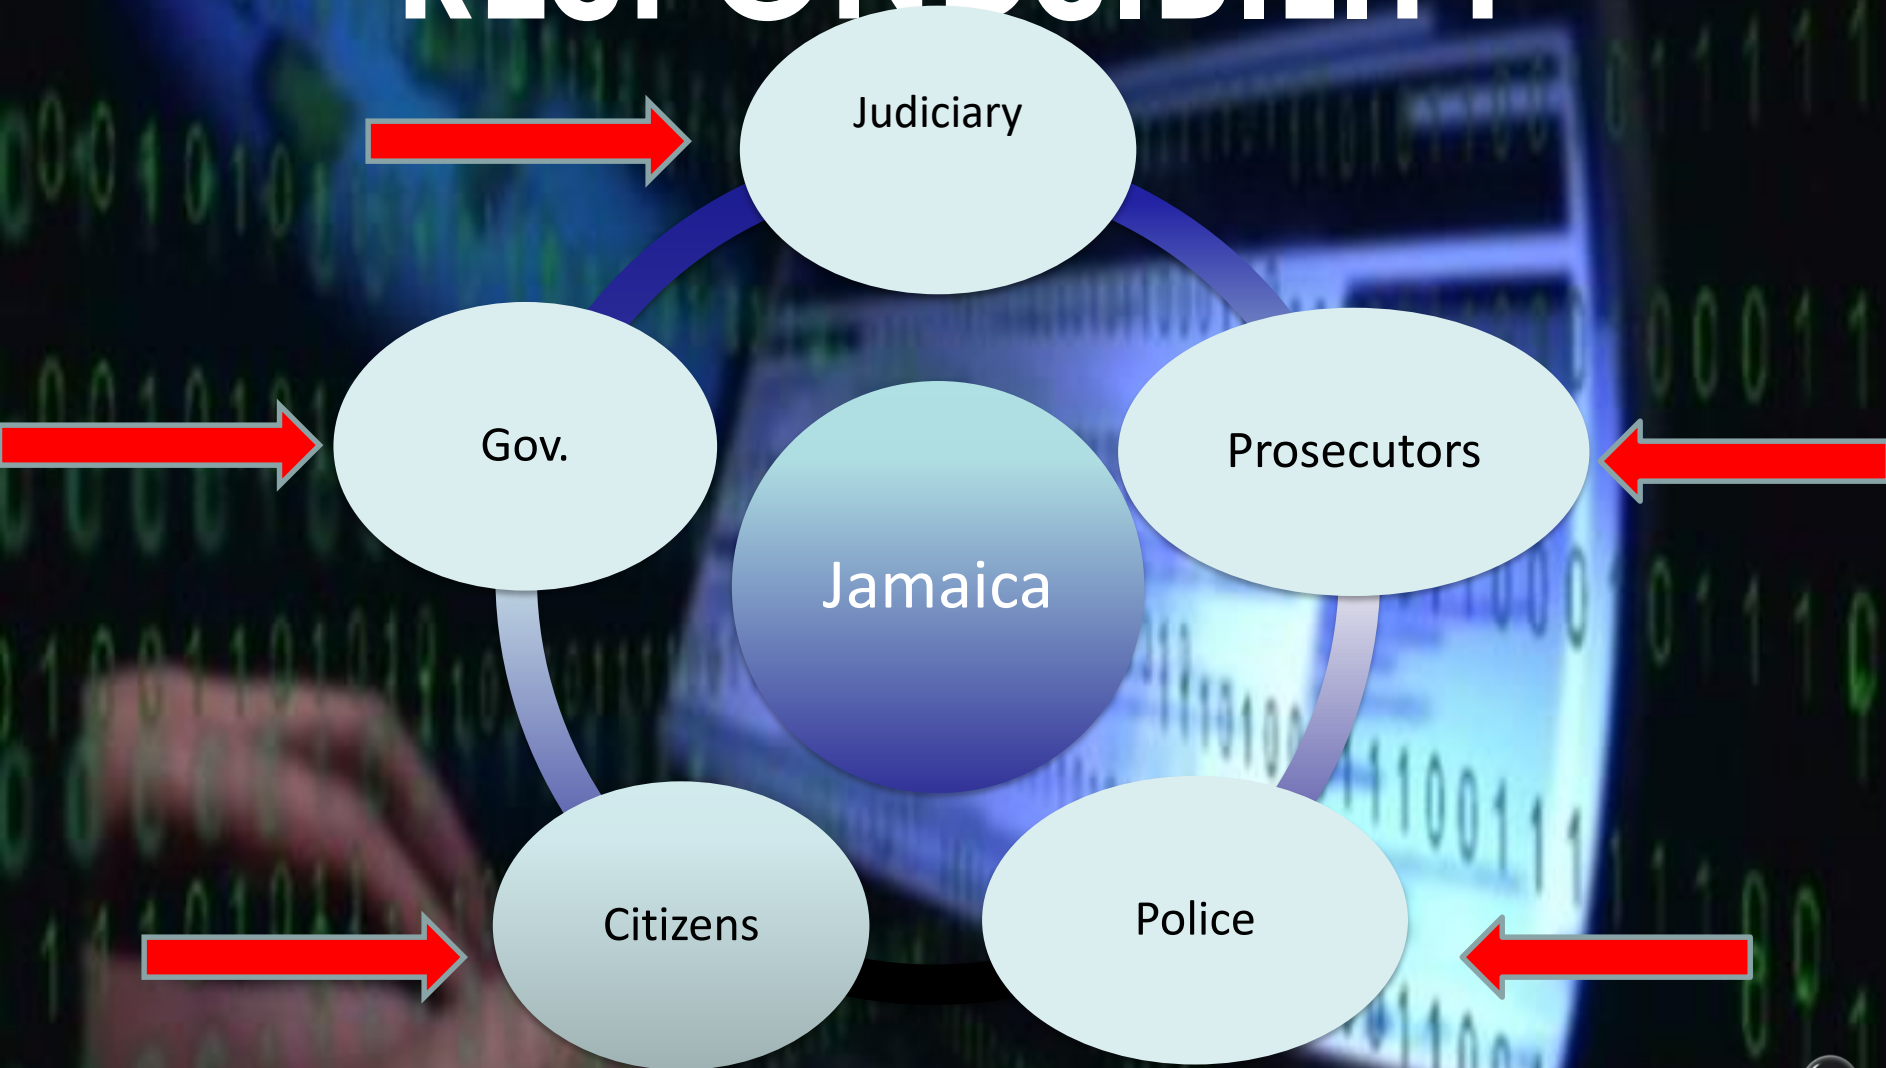 Judiciary
Gov.
Prosecutors
Jamaica
Citizens
Police